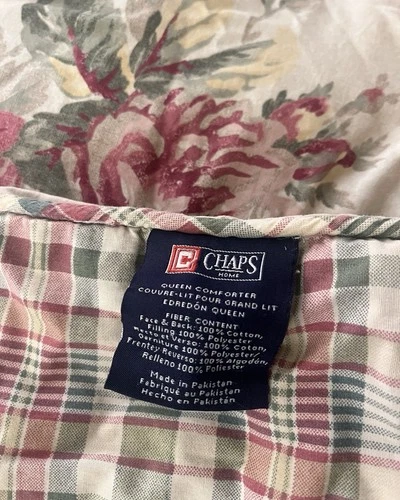 C CHAPS
HOME
QUEEN COMFORTER
COUVRE-LIT POUR GRAND LIT
EDREDÓN QUEEN
FIBER CONTENT
Face & Back: 100% Cotton,
Filling 100% Polyester
Verso: 100% Coton,
Garniture 100% Polyester/
Frente y Reverso: 100% Algodón,
Relleno 100% Poliester
Made in Pakistan
Fabriqué au Pakistan
Hecho en Pakistán